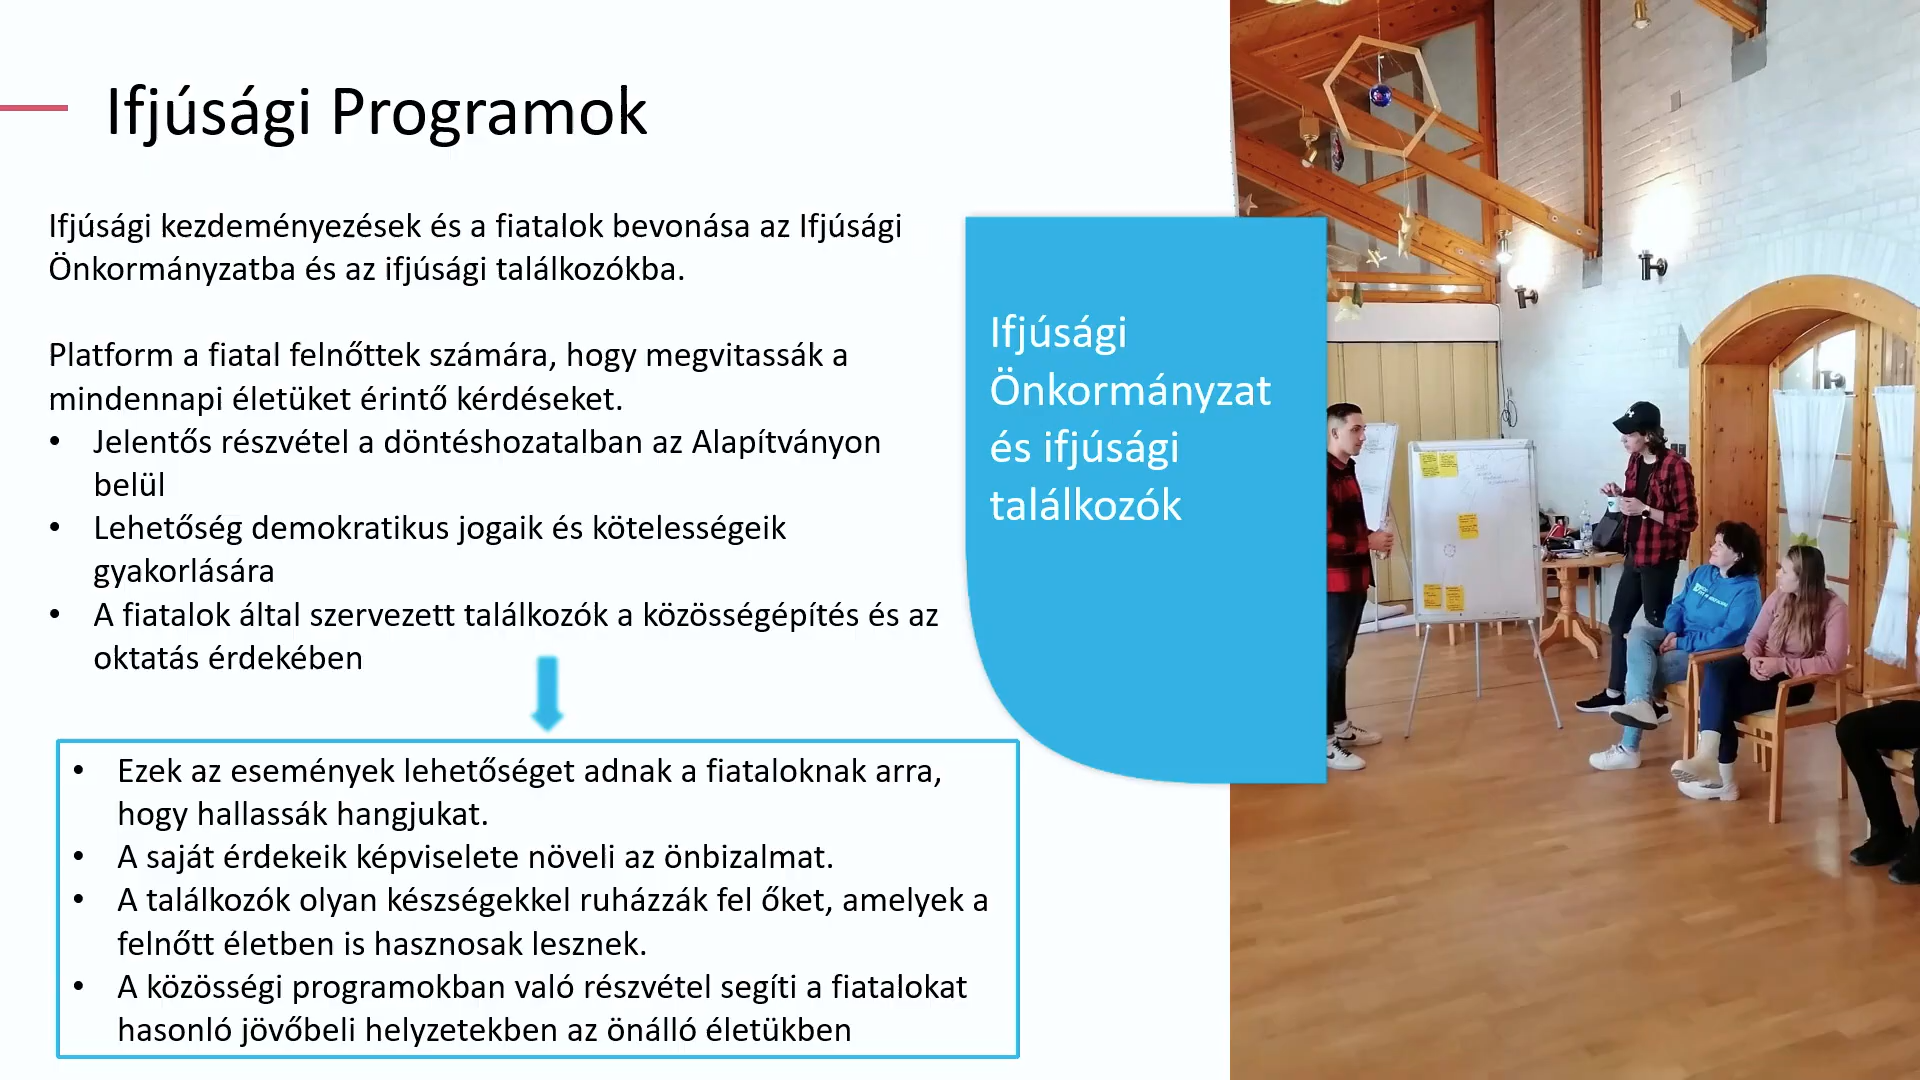 Ifjúsági Programok
Ifjúsági kezdeményezések és a fiatalok bevonása az Ifjúsági
Önkormányzatba és az ifjúsági találkozókba.
Platform a fiatal felnőttek számára, hogy megvitassák a
mindennapi életüket érintő kérdéseket.
• Jelentős részvétel a döntéshozatalban az Alapítványon
belül
• Lehetőség demokratikus jogaik és kötelességeik
gyakorlására
• A fiatalok által szervezett találkozók a közösségépítés és az
oktatás érdekében
• Ezek az események lehetőséget adnak a fiataloknak arra,
hogy hallassák hangjukat.
• A saját érdekeik képviselete növeli az önbizalmat.
• A találkozók olyan készségekkel ruházzák fel őket, amelyek a
felnőtt életben is hasznosak lesznek.
• A közösségi programokban való részvétel segíti a fiatalokat
hasonló jövőbeli helyzetekben az önálló életükben
Ifjúsági
Önkormányzat
és ifjúsági
találkozók